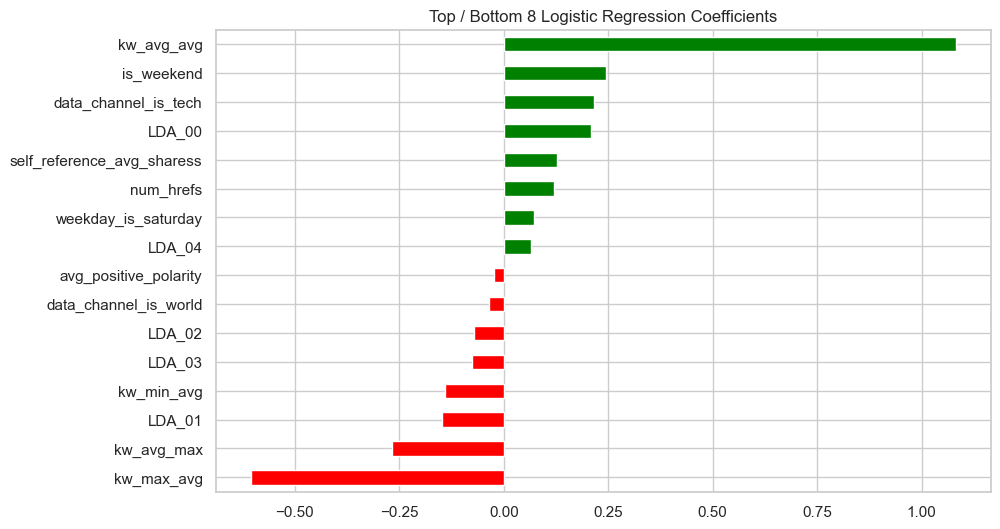 Top / Bottom 8 Logistic Regression Coefficients
kw_avg_avg
is_weekend
data_channel_is_tech
LDA_00
self_reference_avg_sharess
num_hrefs
weekday_is_saturday
LDA_04
avg_positive_polarity
data_channel_is_world
LDA_02
LDA_03
kw_min_avg
LDA_01
kw_avg_max
kw_max_avg
−0.50 −0.25 0.00 0.25 0.50 0.75 1.00